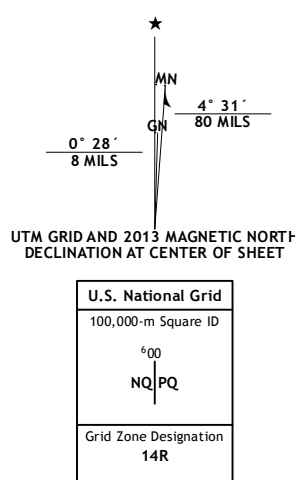 ★
MN
4° 31´
80 MILS
GN
0° 28´
8 MILS
UTM GRID AND 2013 MAGNETIC NORTH
DECLINATION AT CENTER OF SHEET
U.S. National Grid
100,000-m Square ID
⁶00
NQ PQ
Grid Zone Designation
14R